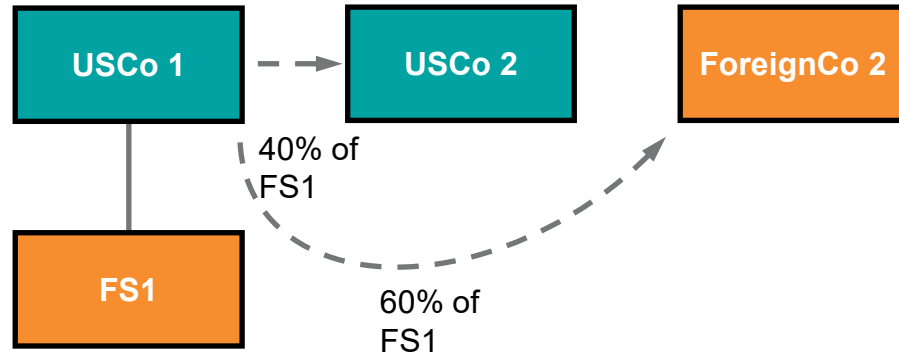 USCo 1
USCo 2
ForeignCo 2
40% of
FS1
FS1
60% of
FS1